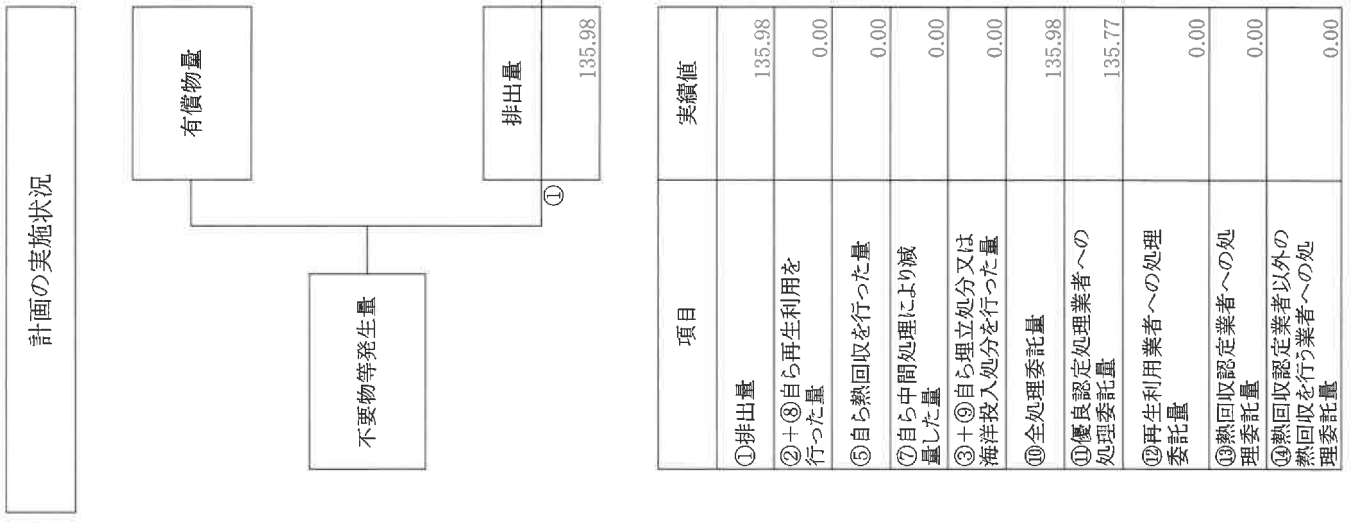 計画の実施状況
有償物量
不要物等発生量
排出量
135.98
①
項目
実績値
①排出量
135.98
②+⑧自ら再生利用を
行った量
0.00
⑤自ら熱回収を行った量
0.00
⑦自ら中間処理により減
量した量
0.00
③+⑨自ら埋立処分又は
海洋投入処分を行った量
0.00
⑩全処理委託量
135.98
⑪優良認定処理業者への
処理委託量
135.77
⑫再生利用業者への処理
委託量
0.00
⑬熱回収認定業者への処
理委託量
0.00
⑭熱回収認定業者以外の
熱回収を行う業者への処
理委託量
0.00